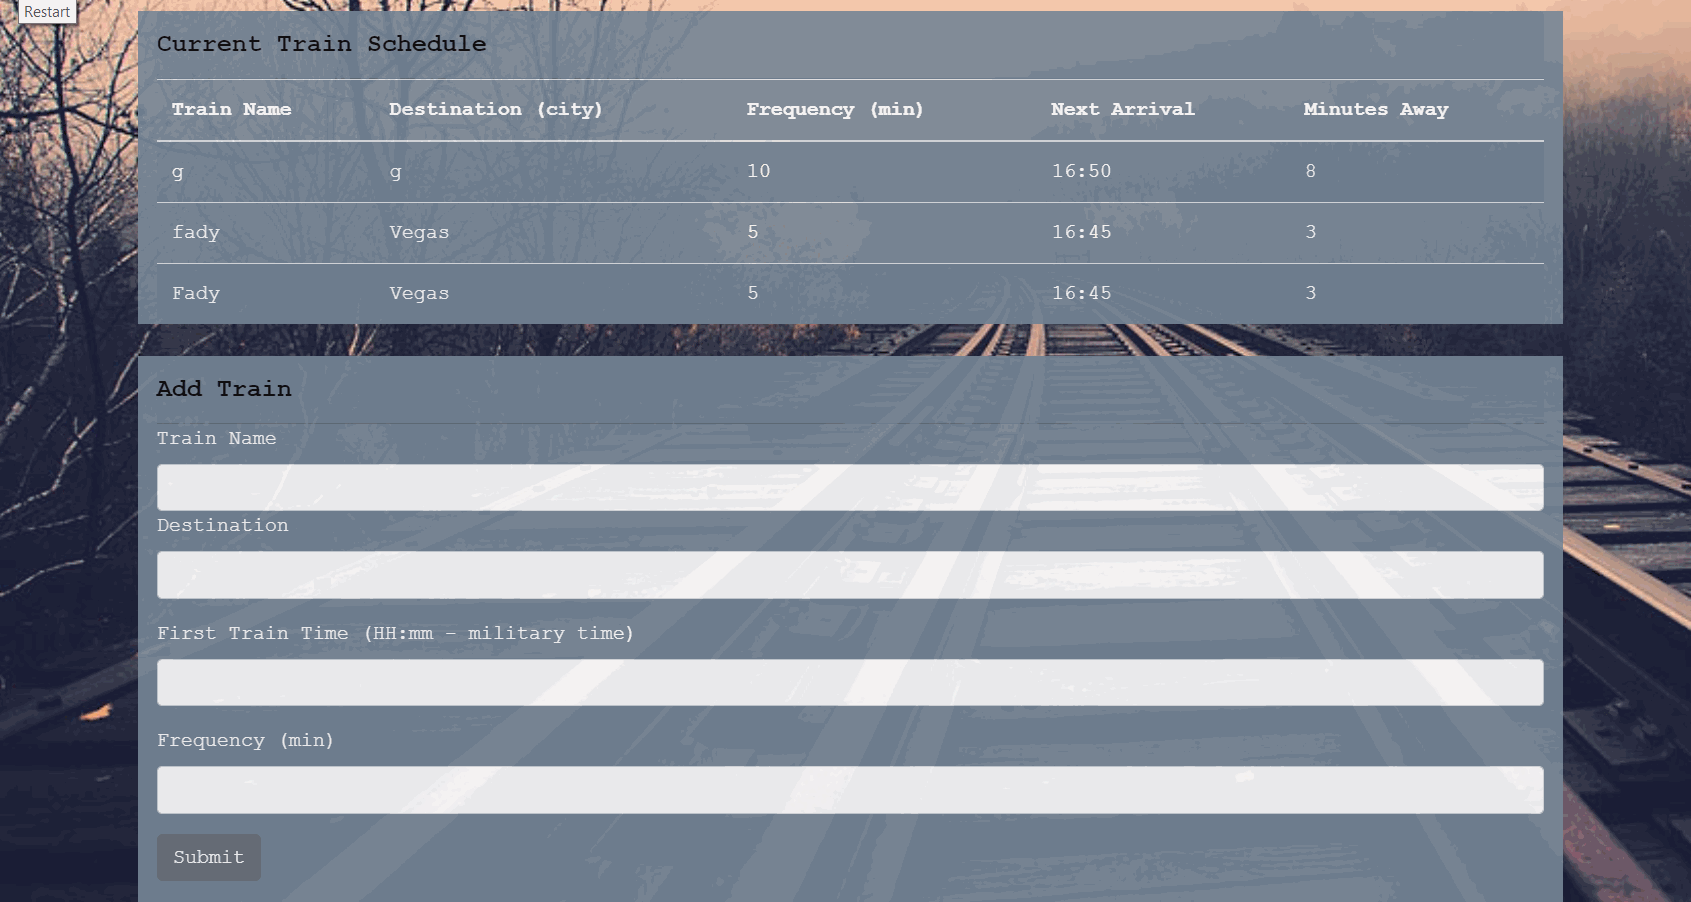 Restart
Current Train Schedule
Train Name Destination (city) Frequency (min) Next Arrival Minutes Away
g g 10 16:50 8
fady Vegas 5 16:45 3
Fady Vegas 5 16:45 3
Add Train
Train Name
Destination
First Train Time (HH:mm - military time)
Frequency (min)
Submit